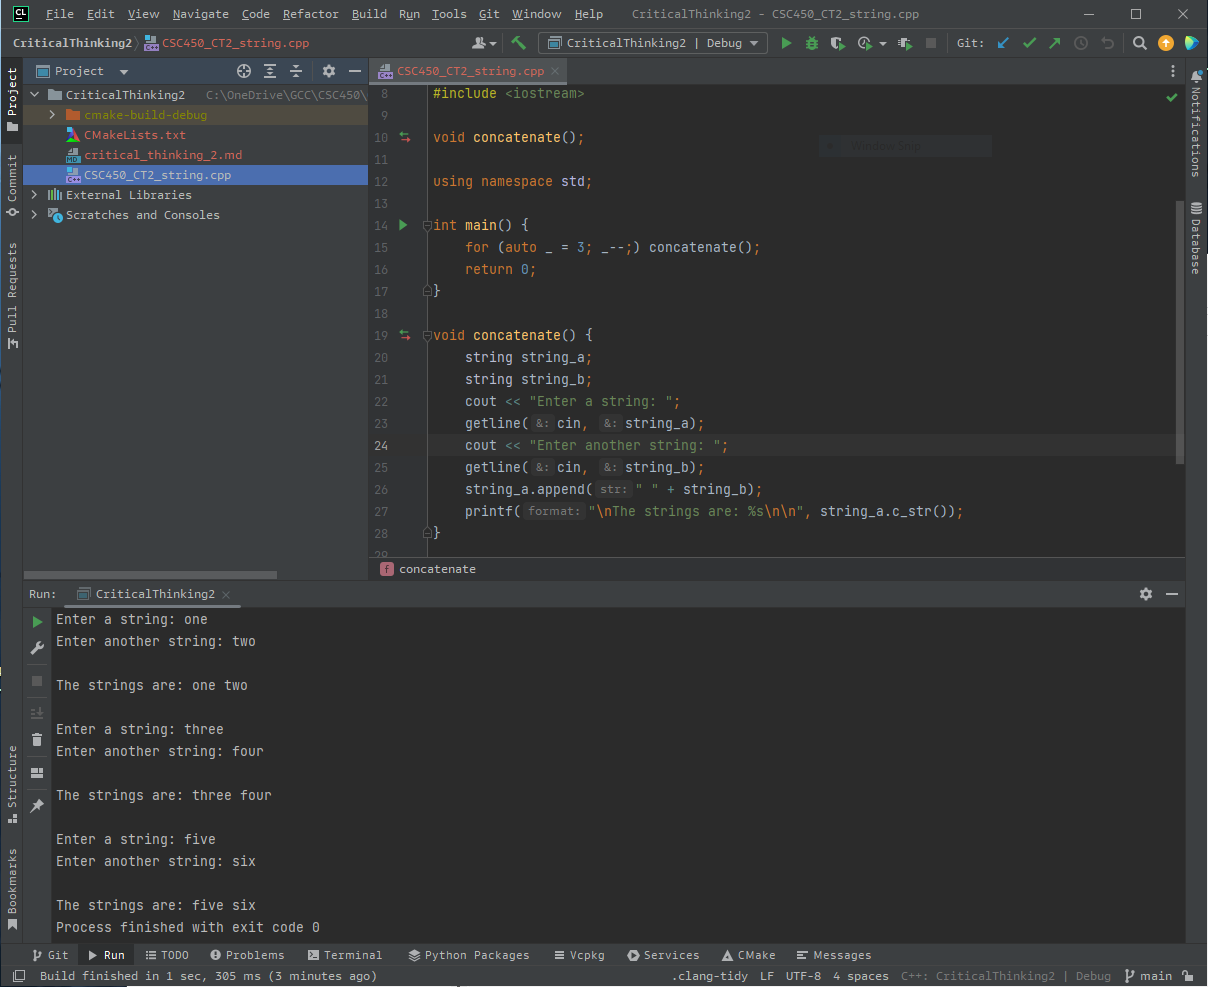 CL File Edit View Navigate Code Refactor Build Run Tools Git Window Help CriticalThinking2 - CSC450_CT2_string.cpp
CriticalThinking2 CSC450_CT2_string.cpp CriticalThinking2 | Debug Git:
Project
CriticalThinking2 C:\OneDrive\GCC\CSC450\
cmake-build-debug
CMakeLists.txt
critical_thinking_2.md
CSC450_CT2_string.cpp
External Libraries
Scratches and Consoles
Project
Commit
Pull Requests
Structure
Bookmarks
CSC450_CT2_string.cpp
8 #include <iostream>
9
10 void concatenate();
11
12 using namespace std;
13
14 int main() {
15 for (auto _ = 3; _--;) concatenate();
16 return 0;
17 }
18
19 void concatenate() {
20 string string_a;
21 string string_b;
22 cout << "Enter a string: ";
23 getline( &: cin, &: string_a);
24 cout << "Enter another string: ";
25 getline( &: cin, &: string_b);
26 string_a.append( str: " " + string_b);
27 printf( format: "\nThe strings are: %s\n\n", string_a.c_str());
28 }
29
Window Snip
f concatenate
Notifications
Database
Run: CriticalThinking2
Enter a string: one
Enter another string: two
The strings are: one two
Enter a string: three
Enter another string: four
The strings are: three four
Enter a string: five
Enter another string: six
The strings are: five six
Process finished with exit code 0
Git Run TODO Problems Terminal Python Packages Vcpkg Services CMake Messages
Build finished in 1 sec, 305 ms (3 minutes ago) .clang-tidy LF UTF-8 4 spaces C++: CriticalThinking2 | Debug main